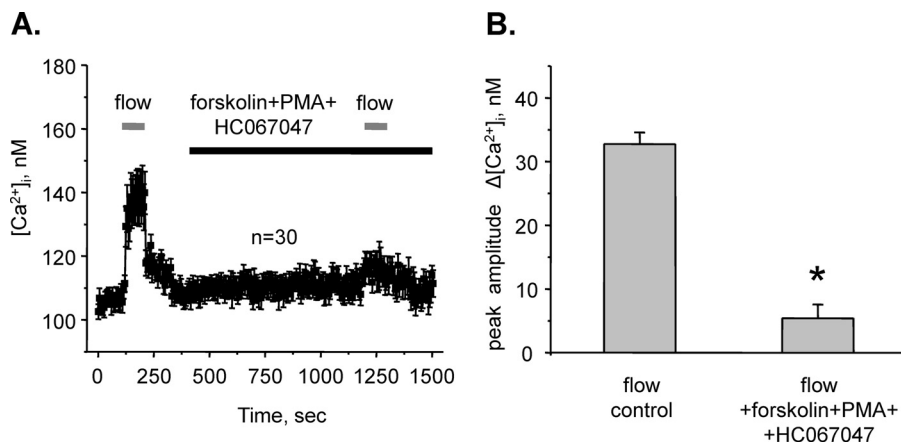 A.
180
160
140
120
100
[Ca²⁺]ᵢ, nM
flow
forskolin+PMA+
HC067047
flow
n=30
0 250 500 750 1000 1250 1500
Time, sec
B.
40
30
20
10
0
peak amplitude Δ[Ca²⁺]ᵢ, nM
*
flow
control
flow
+forskolin+PMA+
+HC067047